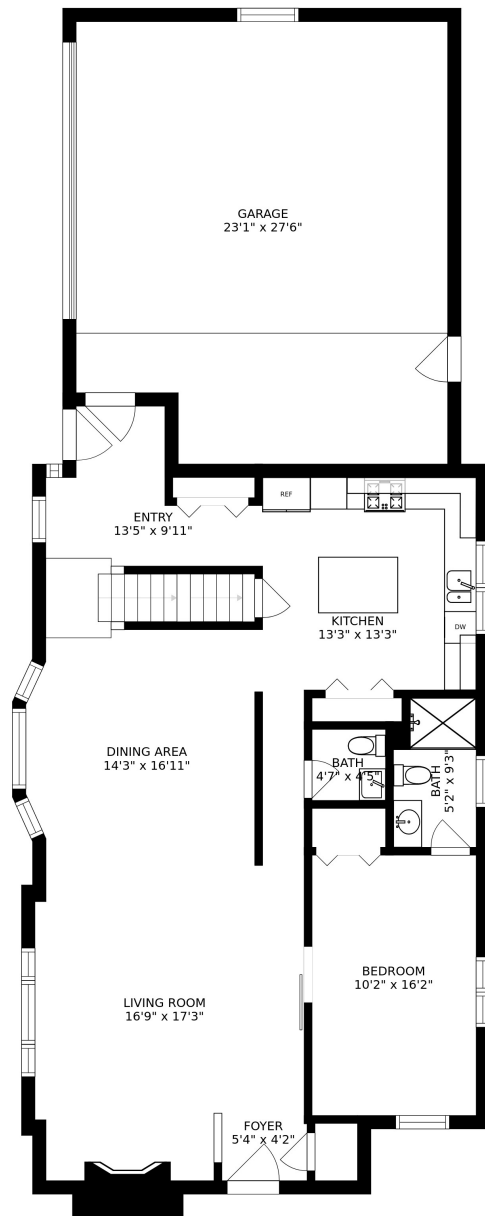 GARAGE
23'1" x 27'6"
REF
ENTRY
13'5" x 9'11"
KITCHEN
13'3" x 13'3"
DW
DINING AREA
14'3" x 16'11"
BATH
4'7" x 4'5"
BATH
5'2" x 9'3"
BEDROOM
10'2" x 16'2"
LIVING ROOM
16'9" x 17'3"
FOYER
5'4" x 4'2"